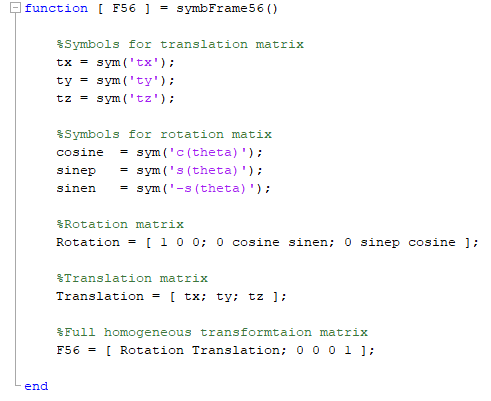 function [ F56 ] = symbFrame56()
%Symbols for translation matrix
tx = sym('tx');
ty = sym('ty');
tz = sym('tz');
%Symbols for rotation matix
cosine  = sym('c(theta)');
sinep   = sym('s(theta)');
sinen   = sym('-s(theta)');
%Rotation matrix
Rotation = [ 1 0 0; 0 cosine sinen; 0 sinep cosine ];
%Translation matrix
Translation = [ tx; ty; tz ];
%Full homogeneous transformtaion matrix
F56 = [ Rotation Translation; 0 0 0 1 ];
end